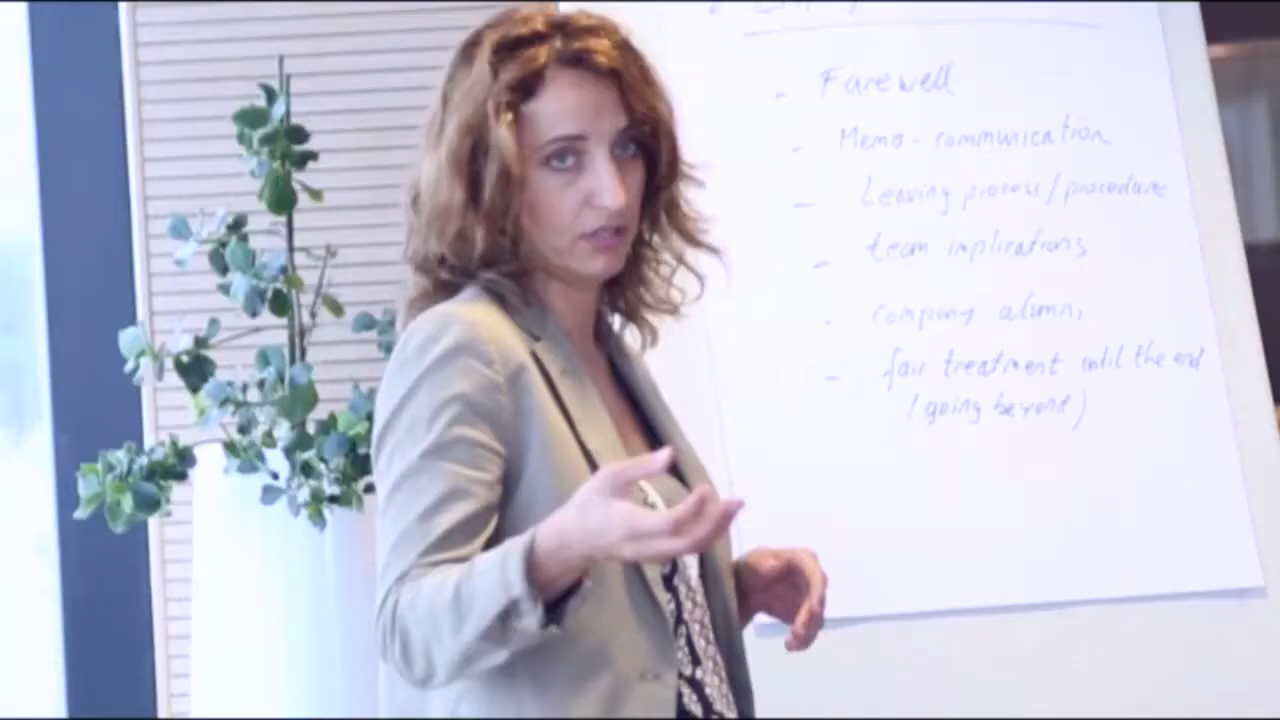 - Farewell
- Memo-communication
- Leaving process/procedure
- team implications
- company alumni
- fair treatment until the end
(going beyond)